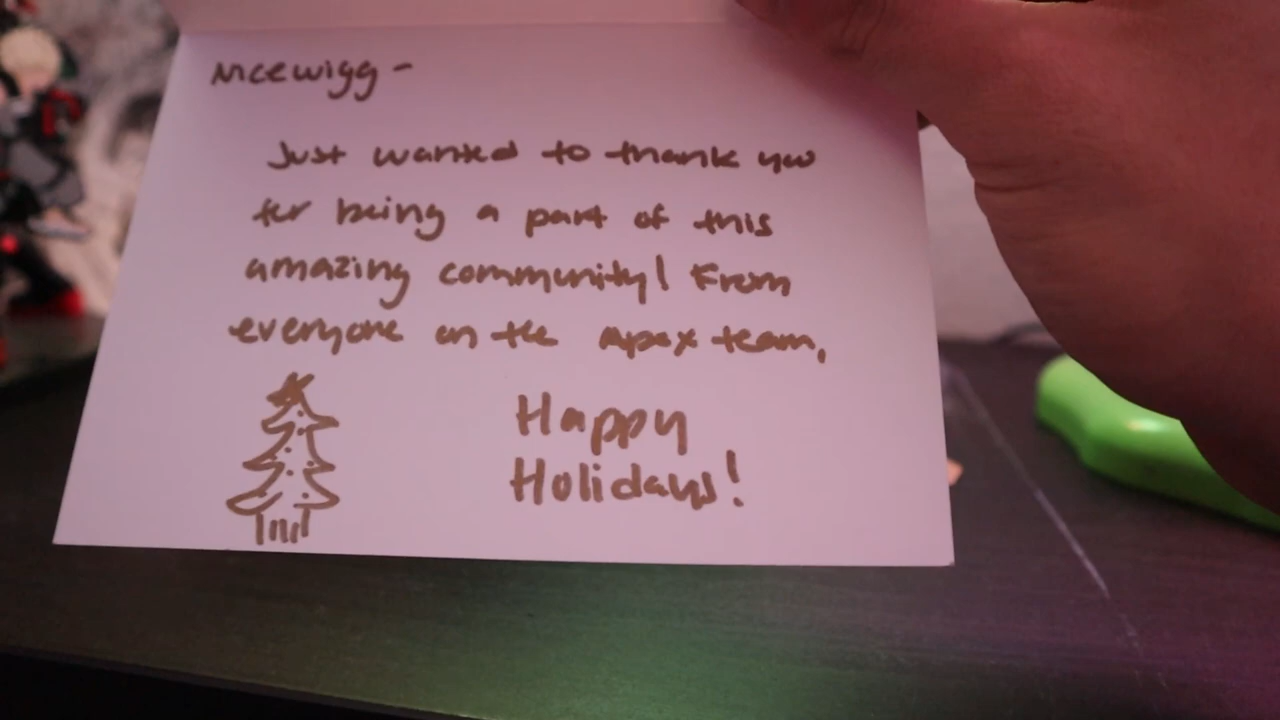 Nicewigg -
Just wanted to thank you
for being a part of this
amazing community! From
everyone on the Apex team,
Happy
Holidays!